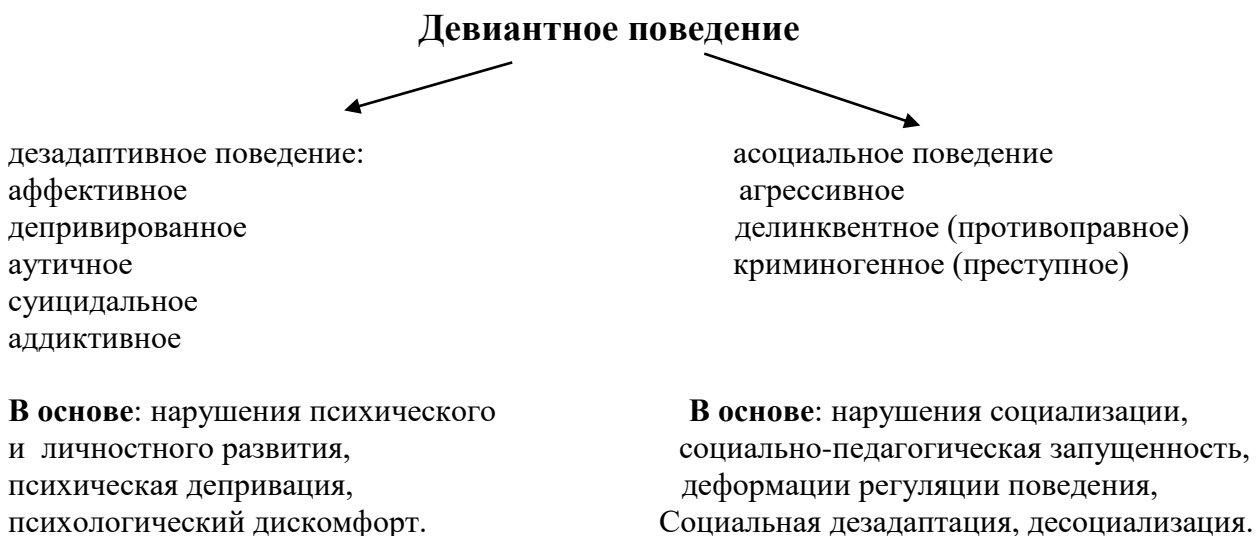 Девиантное поведение
дезадаптивное поведение:
аффективное
депривированное
аутичное
суицидальное
аддиктивное
В основе: нарушения психического
и личностного развития,
психическая депривация,
психологический дискомфорт.
асоциальное поведение
агрессивное
делинквентное (противоправное)
криминогенное (преступное)
В основе: нарушения социализации,
социально-педагогическая запущенность,
деформации регуляции поведения,
Социальная дезадаптация, десоциализация.